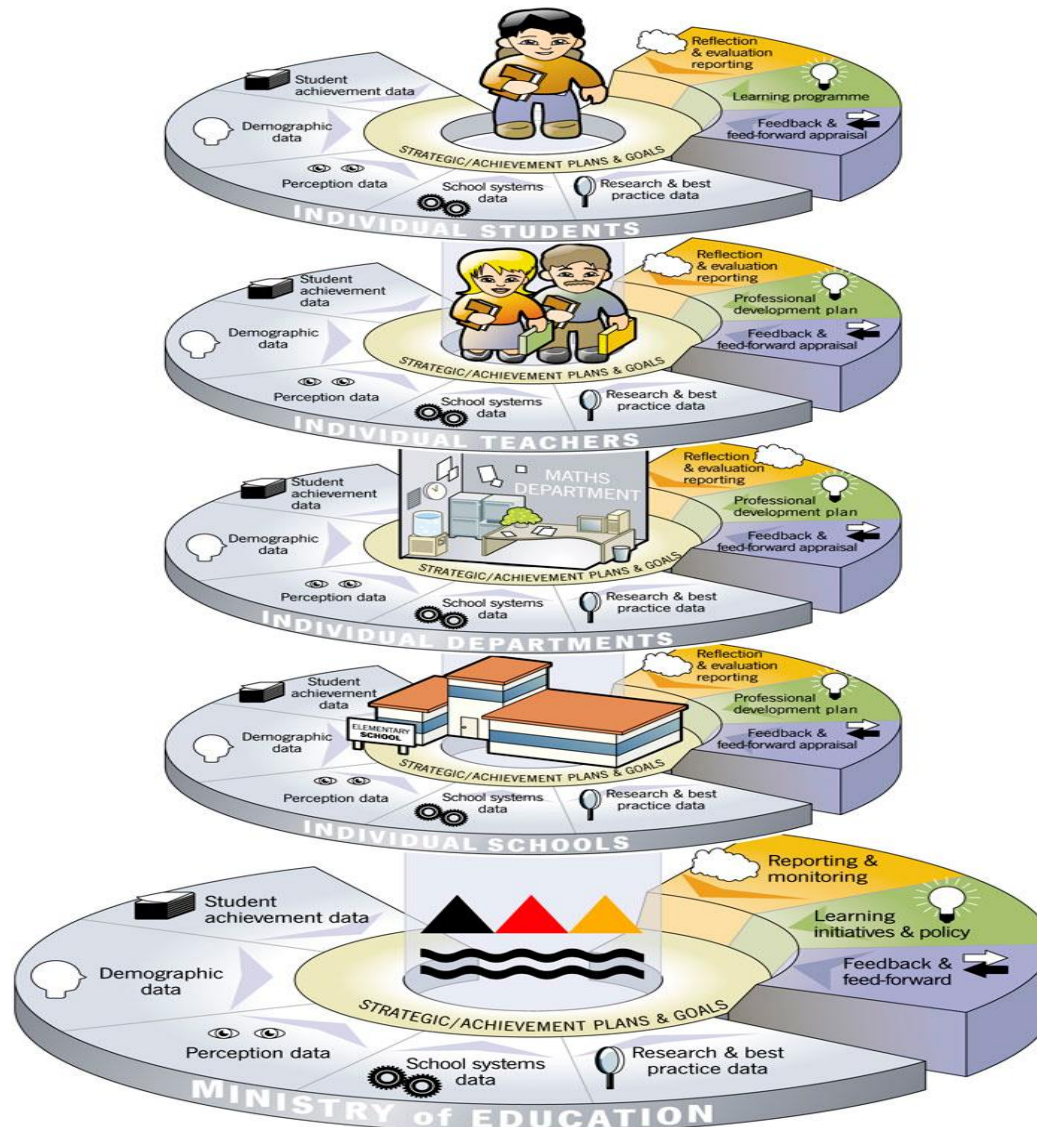 Student
achievement data
Demographic
data
Perception data
School systems
data
Research & best
practice data
Reflection
& evaluation
reporting
Learning programme
Feedback &
feed-forward appraisal
STRATEGIC/ACHIEVEMENT PLANS & GOALS
INDIVIDUAL STUDENTS
Student
achievement
data
Demographic
data
Perception data
School systems
data
Research & best
practice data
Reflection
& evaluation
reporting
Professional
development plan
Feedback &
feed-forward appraisal
STRATEGIC/ACHIEVEMENT PLANS & GOALS
INDIVIDUAL TEACHERS
MATHS
DEPARTMENT
Student
achievement
data
Demographic
data
Perception data
School systems
data
Research & best
practice data
Reflection
& evaluation
reporting
Professional
development plan
Feedback &
feed-forward appraisal
STRATEGIC/ACHIEVEMENT PLANS & GOALS
INDIVIDUAL DEPARTMENTS
ELEMENTARY
SCHOOL
Student
achievement
data
Demographic
data
Perception data
School systems
data
Research & best
practice data
Reflection
& evaluation
reporting
Professional
development plan
Feedback &
feed-forward appraisal
STRATEGIC/ACHIEVEMENT PLANS & GOALS
INDIVIDUAL SCHOOLS
Student
achievement data
Demographic
data
Perception data
School systems
data
Research & best
practice data
Reporting &
monitoring
Learning
initiatives & policy
Feedback &
feed-forward
STRATEGIC/ACHIEVEMENT PLANS & GOALS
MINISTRY of EDUCATION